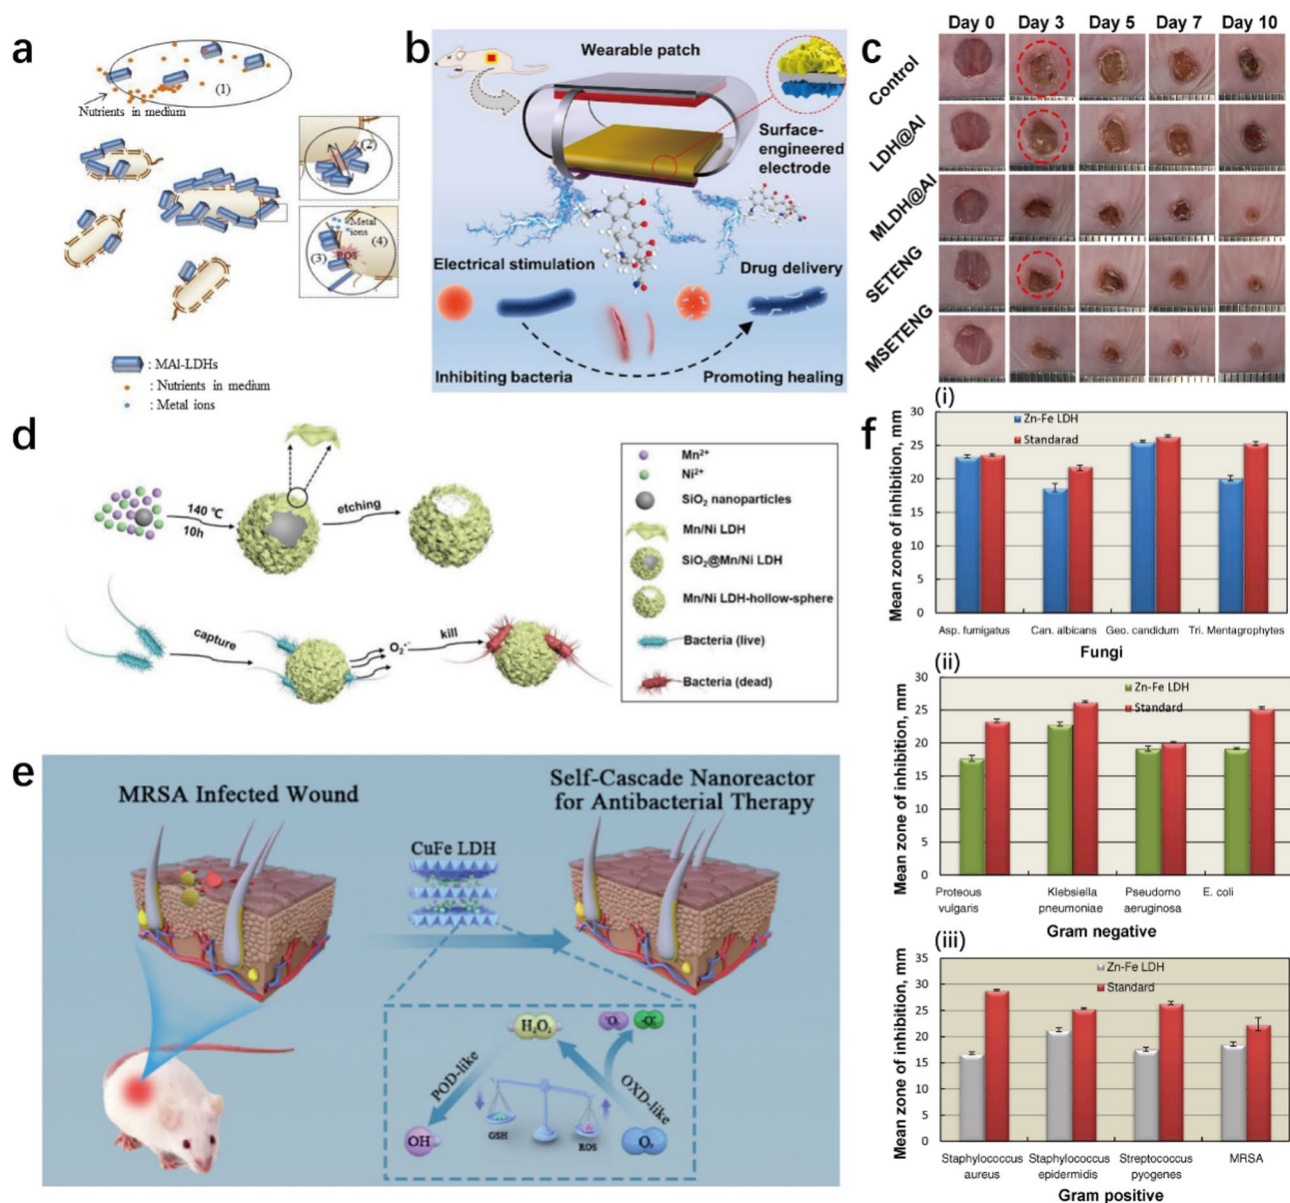 a
(1)
Nutrients in medium
(2)
Metal
ions
(3)
(4)
ROS
: MAl-LDHs
: Nutrients in medium
: Metal ions
b
Wearable patch
Surface-
engineered
electrode
Electrical stimulation
Drug delivery
Inhibiting bacteria
Promoting healing
c
Day 0 Day 3 Day 5 Day 7 Day 10
Control
LDH@Al
MLDH@Al
SETENG
MSETENG
d
140 ℃
10h
etching
capture
O₂·⁻
kill
Mn²⁺
Ni²⁺
SiO₂ nanoparticles
Mn/Ni LDH
SiO₂@Mn/Ni LDH
Mn/Ni LDH-hollow-sphere
Bacteria (live)
Bacteria (dead)
e
MRSA Infected Wound
Self-Cascade Nanoreactor
for Antibacterial Therapy
CuFe LDH
H₂O₂
POD-like
OXD-like
GSH
ROS
OH
O₂
f
(i)
Mean zone of inhibition, mm
30
25
20
15
10
5
0
Zn-Fe LDH
Standarad
Asp. fumigatus Can. albicans Geo. candidum Tri. Mentagrophytes
Fungi
(ii)
Mean zone of inhibition, mm
30
25
20
15
10
5
0
Zn-Fe LDH
Standard
Proteous Klebsiella Pseudomo E. coli
vulgaris pneumoniae aeruginosa
Gram negative
(iii)
Mean zone of inhibition, mm
35
30
25
20
15
10
5
0
Zn-Fe LDH
Standard
Staphylococcus Staphylococcus Streptococcus MRSA
aureus epidermidis pyogenes
Gram positive